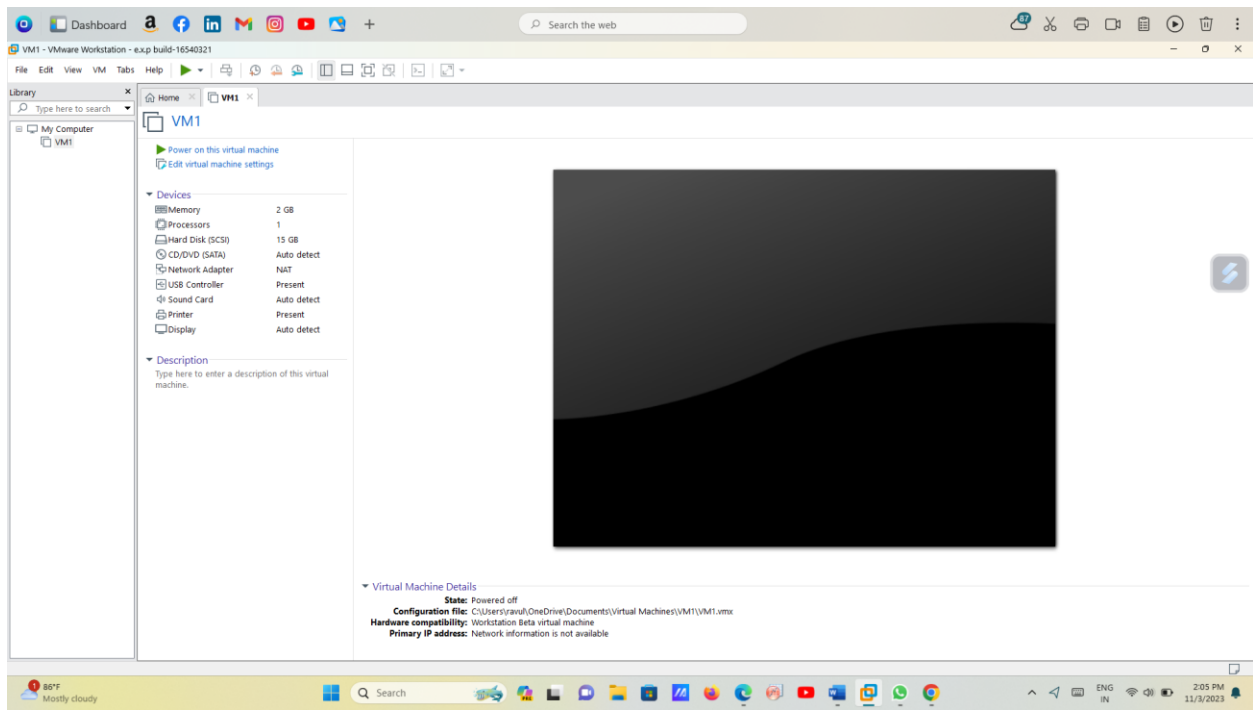 Dashboard
Search the web
87
VM1 - VMware Workstation - e.x.p build-16540321
File Edit View VM Tabs Help
Library
Type here to search
My Computer
VM1
Home
VM1
VM1
Power on this virtual machine
Edit virtual machine settings
Devices
Memory 2 GB
Processors 1
Hard Disk (SCSI) 15 GB
CD/DVD (SATA) Auto detect
Network Adapter NAT
USB Controller Present
Sound Card Auto detect
Printer Present
Display Auto detect
Description
Type here to enter a description of this virtual
machine.
Virtual Machine Details
State: Powered off
Configuration file: C:\Users\ravul\OneDrive\Documents\Virtual Machines\VM1\VM1.vmx
Hardware compatibility: Workstation Beta virtual machine
Primary IP address: Network information is not available
1
86°F
Mostly cloudy
Search
ENG
IN
2:05 PM
11/3/2023